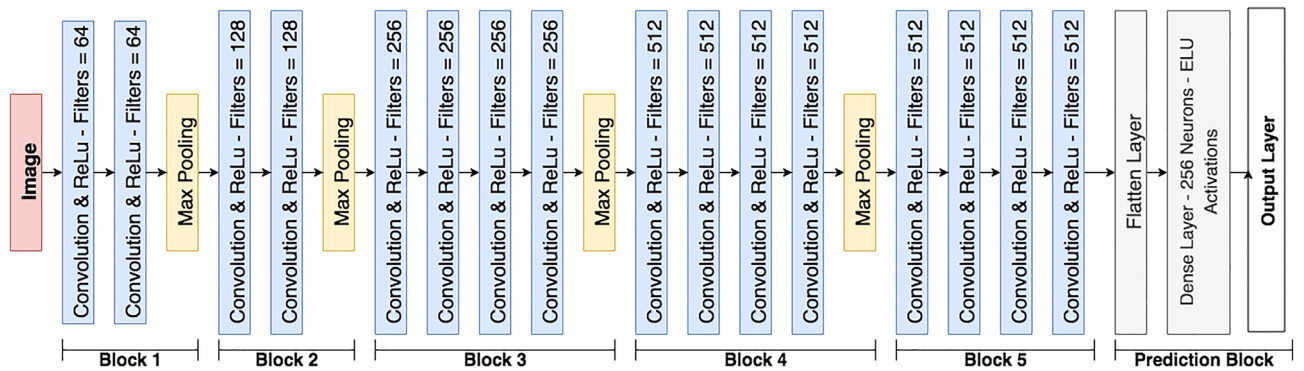 Image
Convolution & ReLu - Filters = 64
Convolution & ReLu - Filters = 64
Max Pooling
Convolution & ReLu - Filters = 128
Convolution & ReLu - Filters = 128
Max Pooling
Convolution & ReLu - Filters = 256
Convolution & ReLu - Filters = 256
Convolution & ReLu - Filters = 256
Convolution & ReLu - Filters = 256
Max Pooling
Convolution & ReLu - Filters = 512
Convolution & ReLu - Filters = 512
Convolution & ReLu - Filters = 512
Convolution & ReLu - Filters = 512
Max Pooling
Convolution & ReLu - Filters = 512
Convolution & ReLu - Filters = 512
Convolution & ReLu - Filters = 512
Convolution & ReLu - Filters = 512
Flatten Layer
Dense Layer - 256 Neurons - ELU
Activations
Output Layer
Block 1
Block 2
Block 3
Block 4
Block 5
Prediction Block